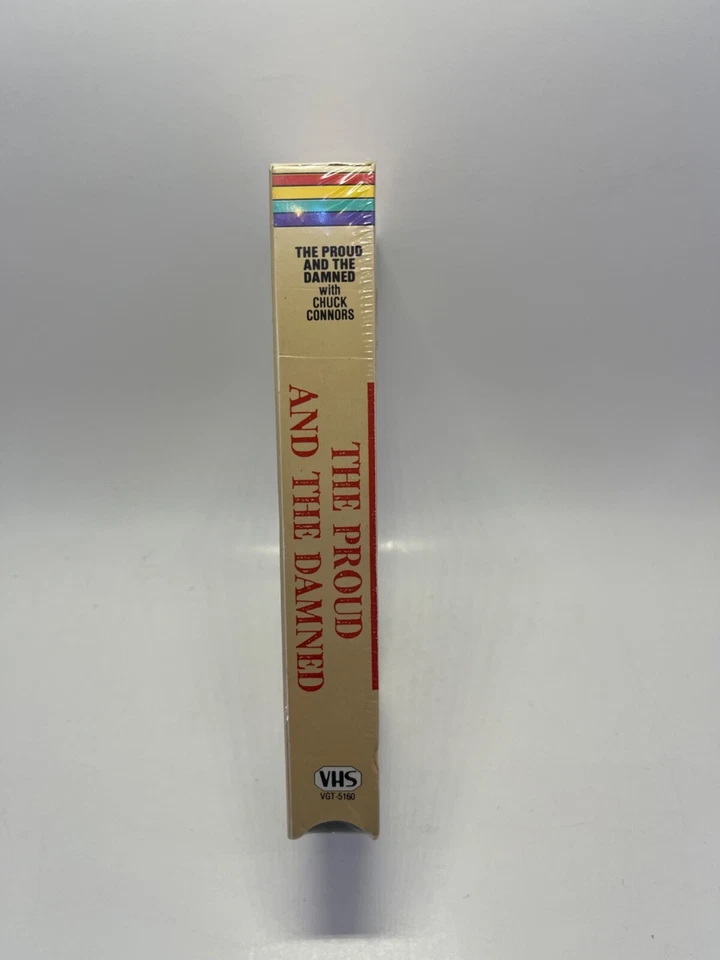 THE PROUD
AND THE
DAMNED
with
CHUCK
CONNORS
THE PROUD
AND THE DAMNED
VHS
VGT-5160